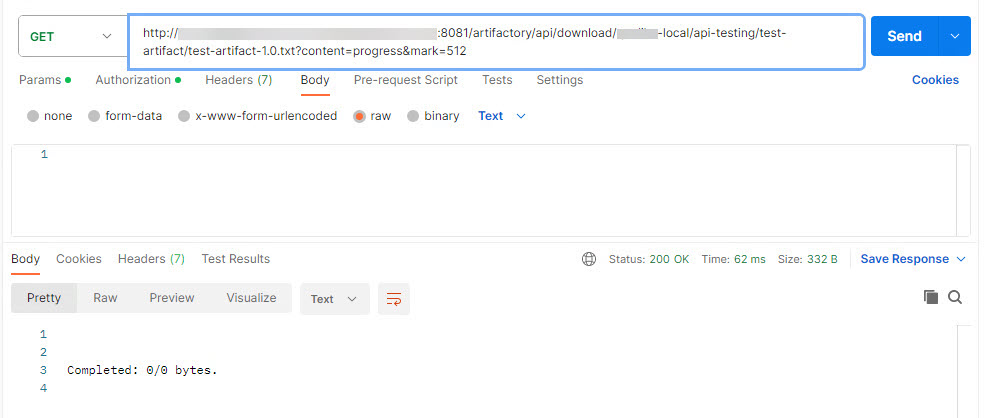 GET
http://:8081/artifactory/api/download/-local/api-testing/test-
artifact/test-artifact-1.0.txt?content=progress&mark=512
Send
Params Authorization Headers (7) Body Pre-request Script Tests Settings Cookies
none form-data x-www-form-urlencoded raw binary Text
1
Body Cookies Headers (7) Test Results Status: 200 OK Time: 62 ms Size: 332 B Save Response
Pretty Raw Preview Visualize Text
1
2
3 Completed: 0/0 bytes.
4